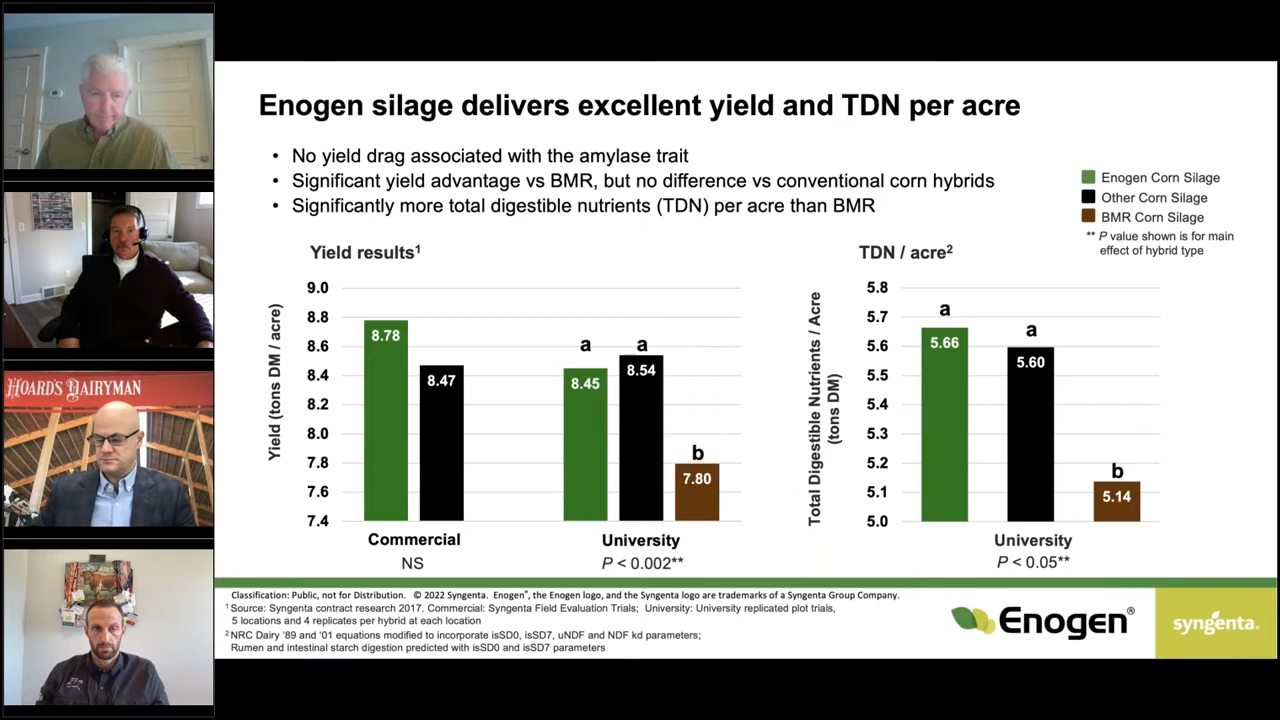 HOARD'S DAIRYMAN
Enogen silage delivers excellent yield and TDN per acre
• No yield drag associated with the amylase trait
• Significant yield advantage vs BMR, but no difference vs conventional corn hybrids
• Significantly more total digestible nutrients (TDN) per acre than BMR
Enogen Corn Silage
Other Corn Silage
BMR Corn Silage
** P value shown is for main
effect of hybrid type
Yield results¹
Yield (tons DM / acre)
9.0
8.8
8.6
8.4
8.2
8.0
7.8
7.6
7.4
8.78
8.47
a
8.45
a
8.54
b
7.80
Commercial
NS
University
P < 0.002**
TDN / acre²
Total Digestible Nutrients / Acre
(tons DM)
5.8
5.7
5.6
5.5
5.4
5.3
5.2
5.1
5.0
a
5.66
a
5.60
b
5.14
University
P < 0.05**
Classification: Public, not for Distribution. © 2022 Syngenta. Enogen®, the Enogen logo, and the Syngenta logo are trademarks of a Syngenta Group Company.
¹ Source: Syngenta contract research 2017. Commercial: Syngenta Field Evaluation Trials; University: University replicated plot trials,
5 locations and 4 replicates per hybrid at each location
² NRC Dairy '89 and '01 equations modified to incorporate isSD0, isSD7, uNDF and NDF kd parameters;
Rumen and intestinal starch digestion predicted with isSD0 and isSD7 parameters
Enogen®
syngenta.